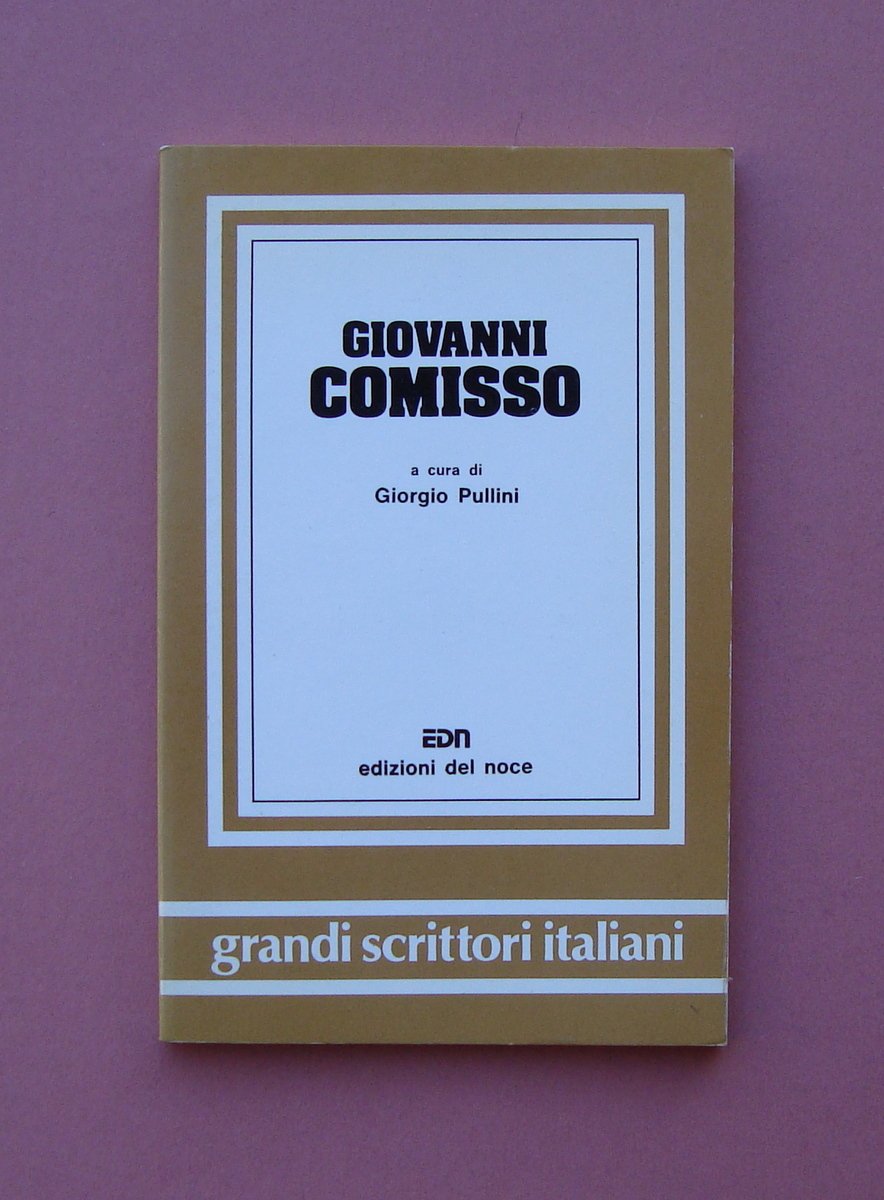 GIOVANNI
COMISSO
a cura di
Giorgio Pullini
EDN
edizioni del noce
grandi scrittori italiani